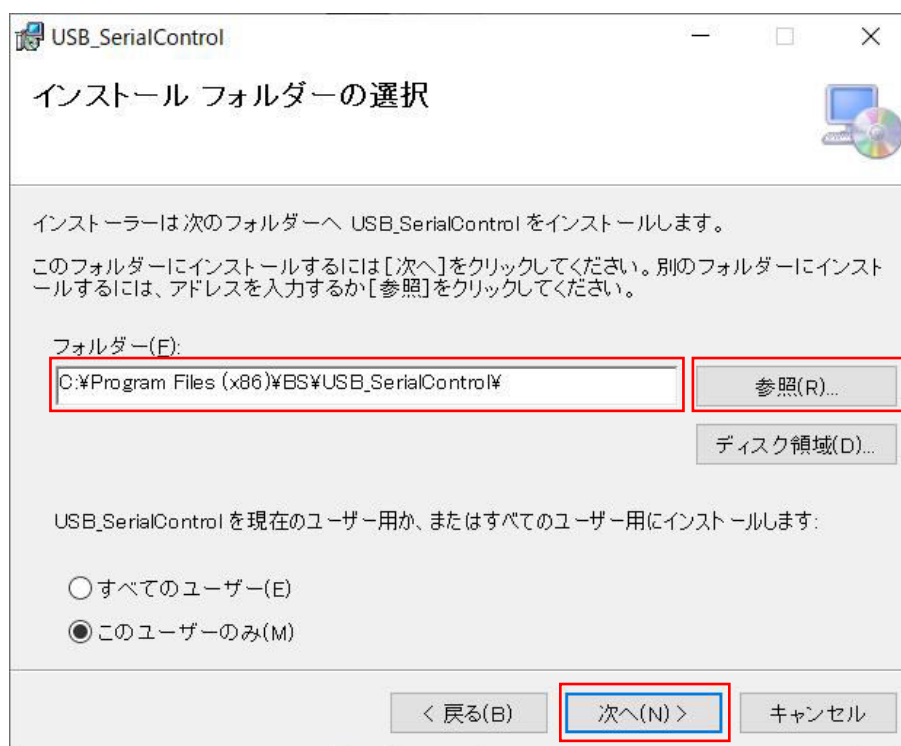 USB_SerialControl
インストール フォルダーの選択
インストーラーは次のフォルダーへ USB_SerialControl をインストールします。
このフォルダーにインストールするには[次へ]をクリックしてください。別のフォルダーにインスト
ールするには、アドレスを入力するか[参照]をクリックしてください。
フォルダー(F):
C:¥Program Files (x86)¥BS¥USB_SerialControl¥
参照(R)...
ディスク領域(D)...
USB_SerialControl を現在のユーザー用か、またはすべてのユーザー用にインストールします:
すべてのユーザー(E)
このユーザーのみ(M)
< 戻る(B)
次へ(N) >
キャンセル